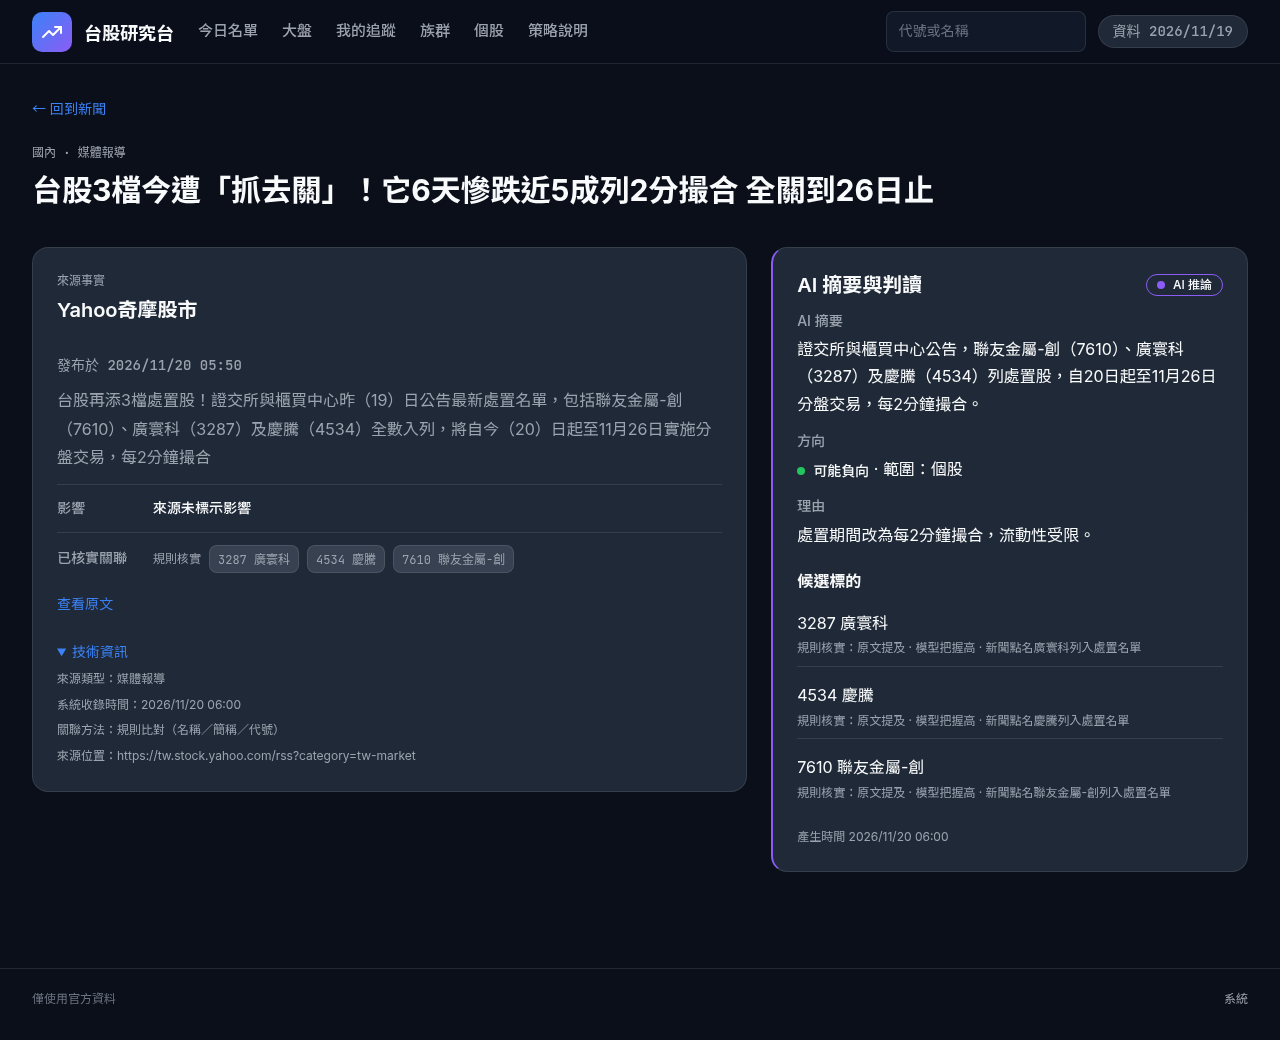 台股研究台
今日名單
大盤
我的追蹤
族群
個股
策略說明
代號或名稱
資料 2026/11/19
← 回到新聞
國內 · 媒體報導
台股3檔今遭「抓去關」！它6天慘跌近5成列2分撮合 全關到26日止
來源事實
Yahoo奇摩股市
發布於 2026/11/20 05:50
台股再添3檔處置股！證交所與櫃買中心昨（19）日公告最新處置名單，包括聯友金屬-創
（7610）、廣寰科（3287）及慶騰（4534）全數入列，將自今（20）日起至11月26日實施分
盤交易，每2分鐘撮合
影響 來源未標示影響
已核實關聯 規則核實 3287 廣寰科 4534 慶騰 7610 聯友金屬-創
查看原文
▼ 技術資訊
來源類型：媒體報導
系統收錄時間：2026/11/20 06:00
關聯方法：規則比對（名稱／簡稱／代號）
來源位置：https://tw.stock.yahoo.com/rss?category=tw-market
AI 摘要與判讀
AI 推論
AI 摘要
證交所與櫃買中心公告，聯友金屬-創（7610）、廣寰科
（3287）及慶騰（4534）列處置股，自20日起至11月26日
分盤交易，每2分鐘撮合。
方向
可能負向 · 範圍：個股
理由
處置期間改為每2分鐘撮合，流動性受限。
候選標的
3287 廣寰科
規則核實：原文提及 · 模型把握高 · 新聞點名廣寰科列入處置名單
4534 慶騰
規則核實：原文提及 · 模型把握高 · 新聞點名慶騰列入處置名單
7610 聯友金屬-創
規則核實：原文提及 · 模型把握高 · 新聞點名聯友金屬-創列入處置名單
產生時間 2026/11/20 06:00
僅使用官方資料
系統